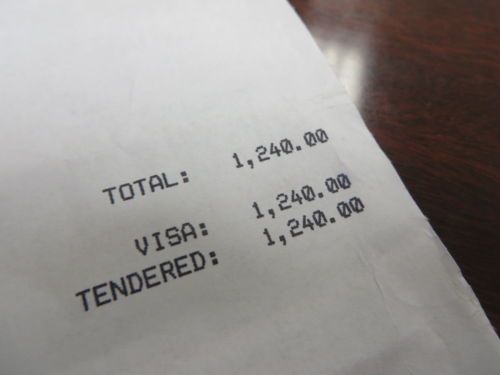 TOTAL: 1,240.00
VISA: 1,240.00
TENDERED: 1,240.00